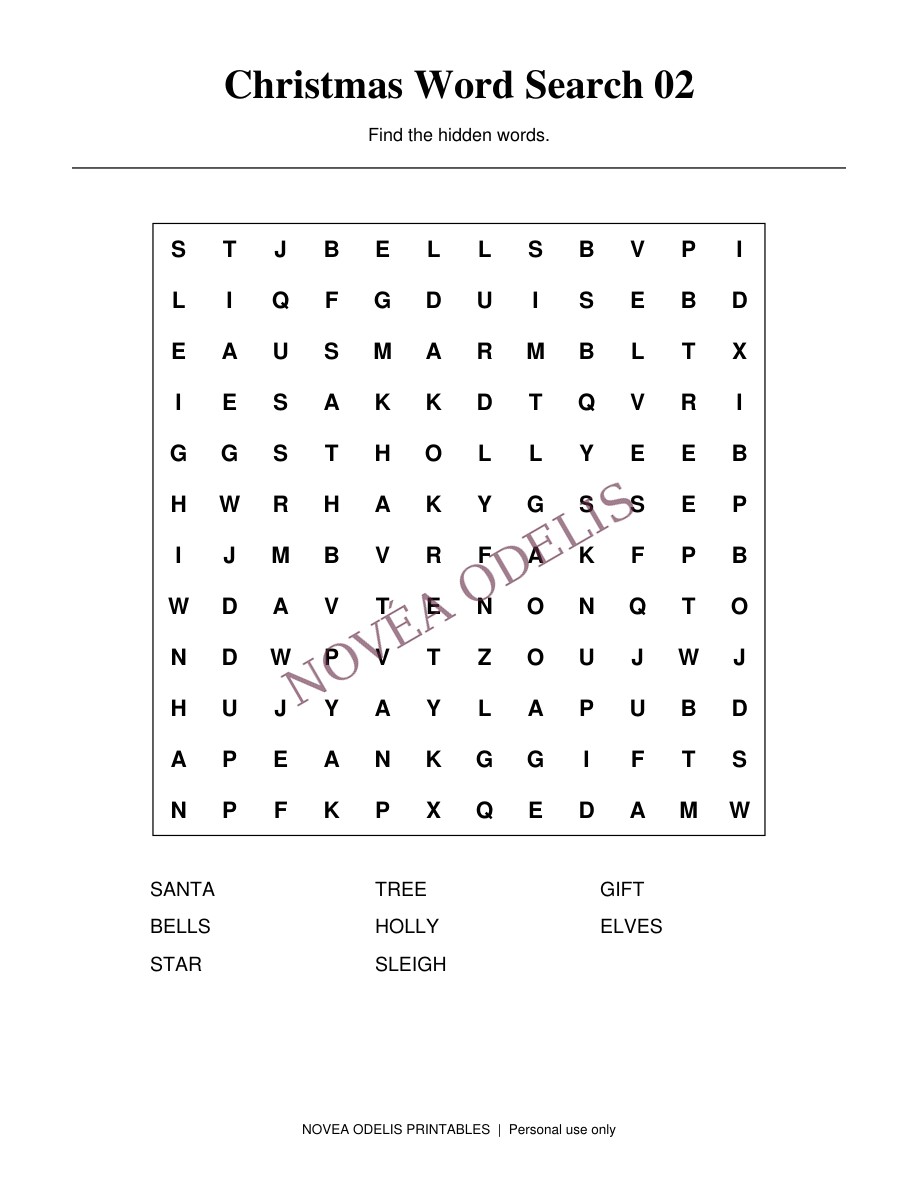 Christmas Word Search 02
Find the hidden words.
S T J B E L L S B V P I
L I Q F G D U I S E B D
E A U S M A R M B L T X
I E S A K K D T Q V R I
G G S T H O L L Y E E B
H W R H A K Y G S S E P
I J M B V R F A K F P B
W D A V T E N O N Q T O
N D W P V T Z O U J W J
H U J Y A Y L A P U B D
A P E A N K G G I F T S
N P F K P X Q E D A M W
NOVÉA ODELIS
SANTA TREE GIFT
BELLS HOLLY ELVES
STAR SLEIGH
NOVEA ODELIS PRINTABLES | Personal use only